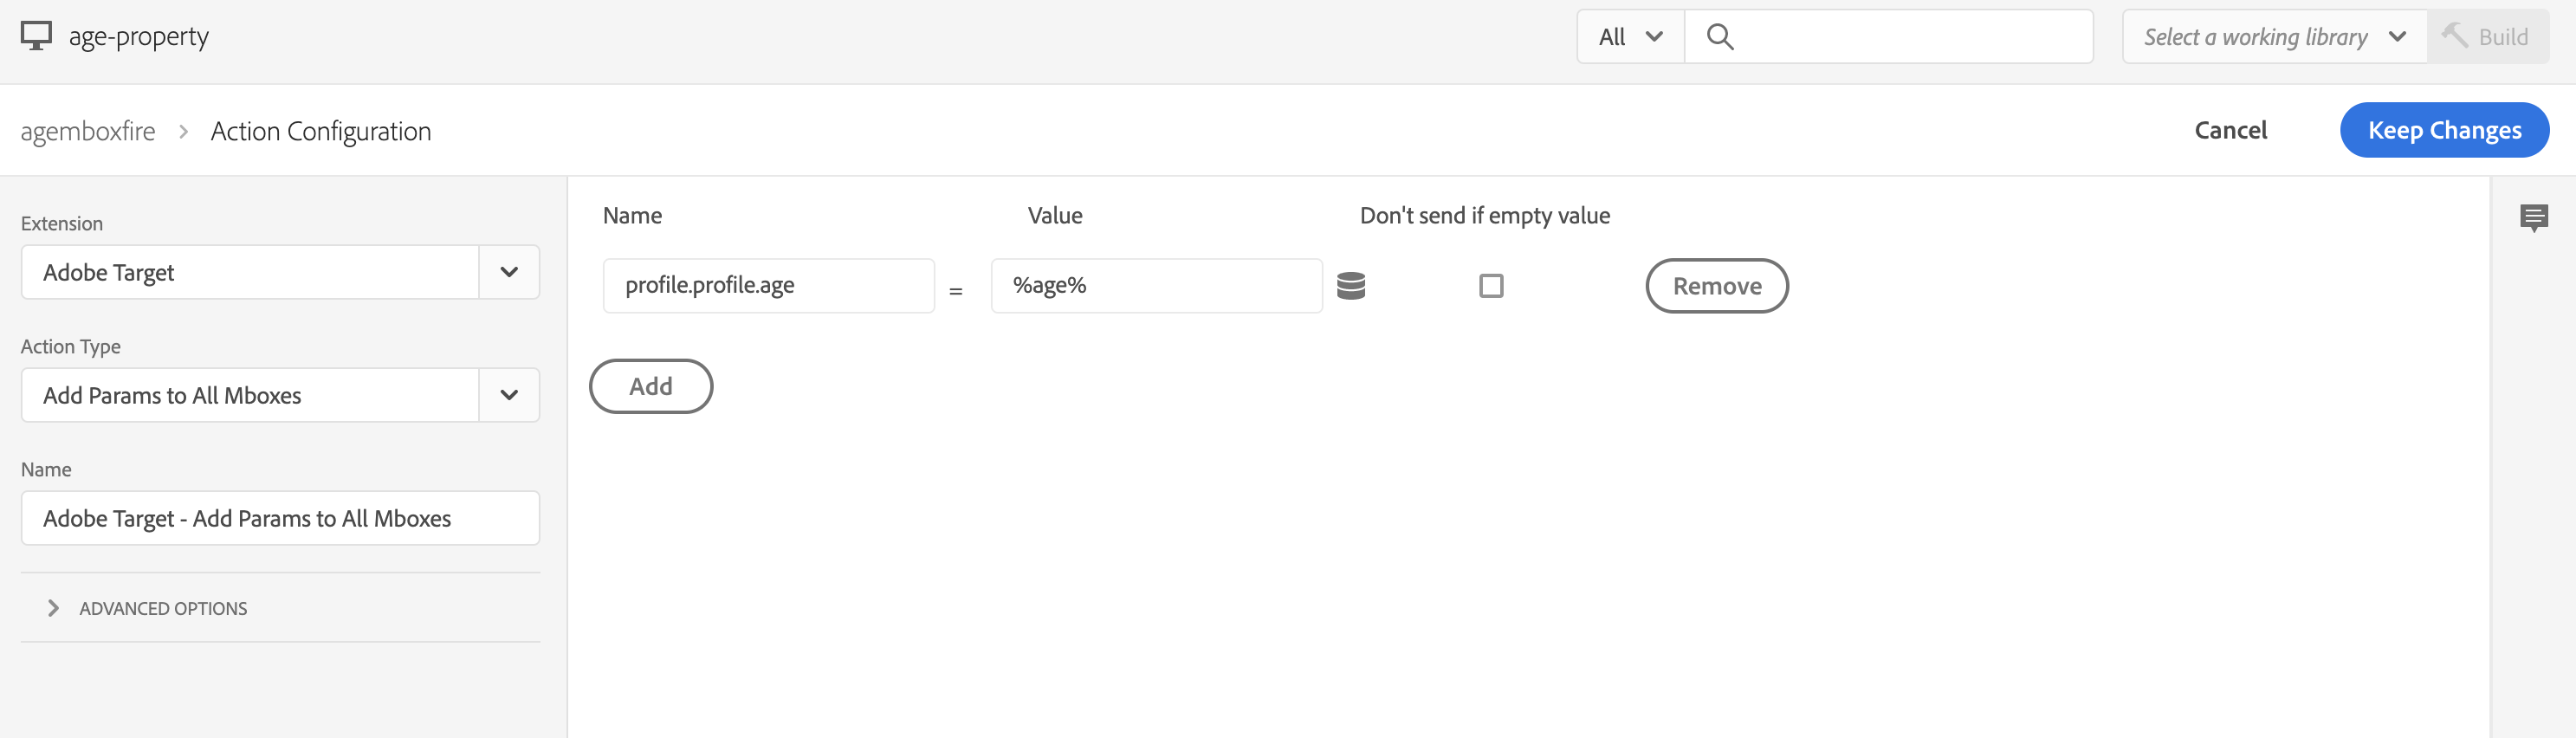 age-property
All
Select a working library
Build
agemboxfire > Action Configuration
Cancel
Keep Changes
Extension
Adobe Target
Action Type
Add Params to All Mboxes
Name
Adobe Target - Add Params to All Mboxes
ADVANCED OPTIONS
Name Value Don't send if empty value
profile.profile.age = %age% Remove
Add